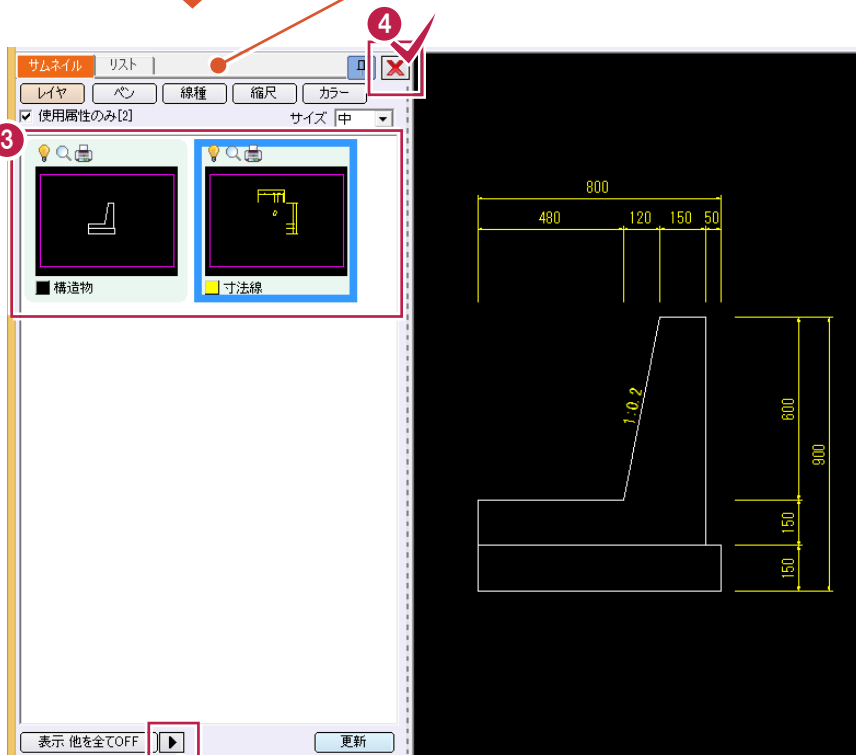 4
サムネイル リスト
レイヤ ペン 線種 縮尺 カラー
使用属性のみ[2] サイズ 中
3
構造物 寸法線
表示 他を全てOFF 更新
800
480 120 150 50
1:0.2
600
900
150
150